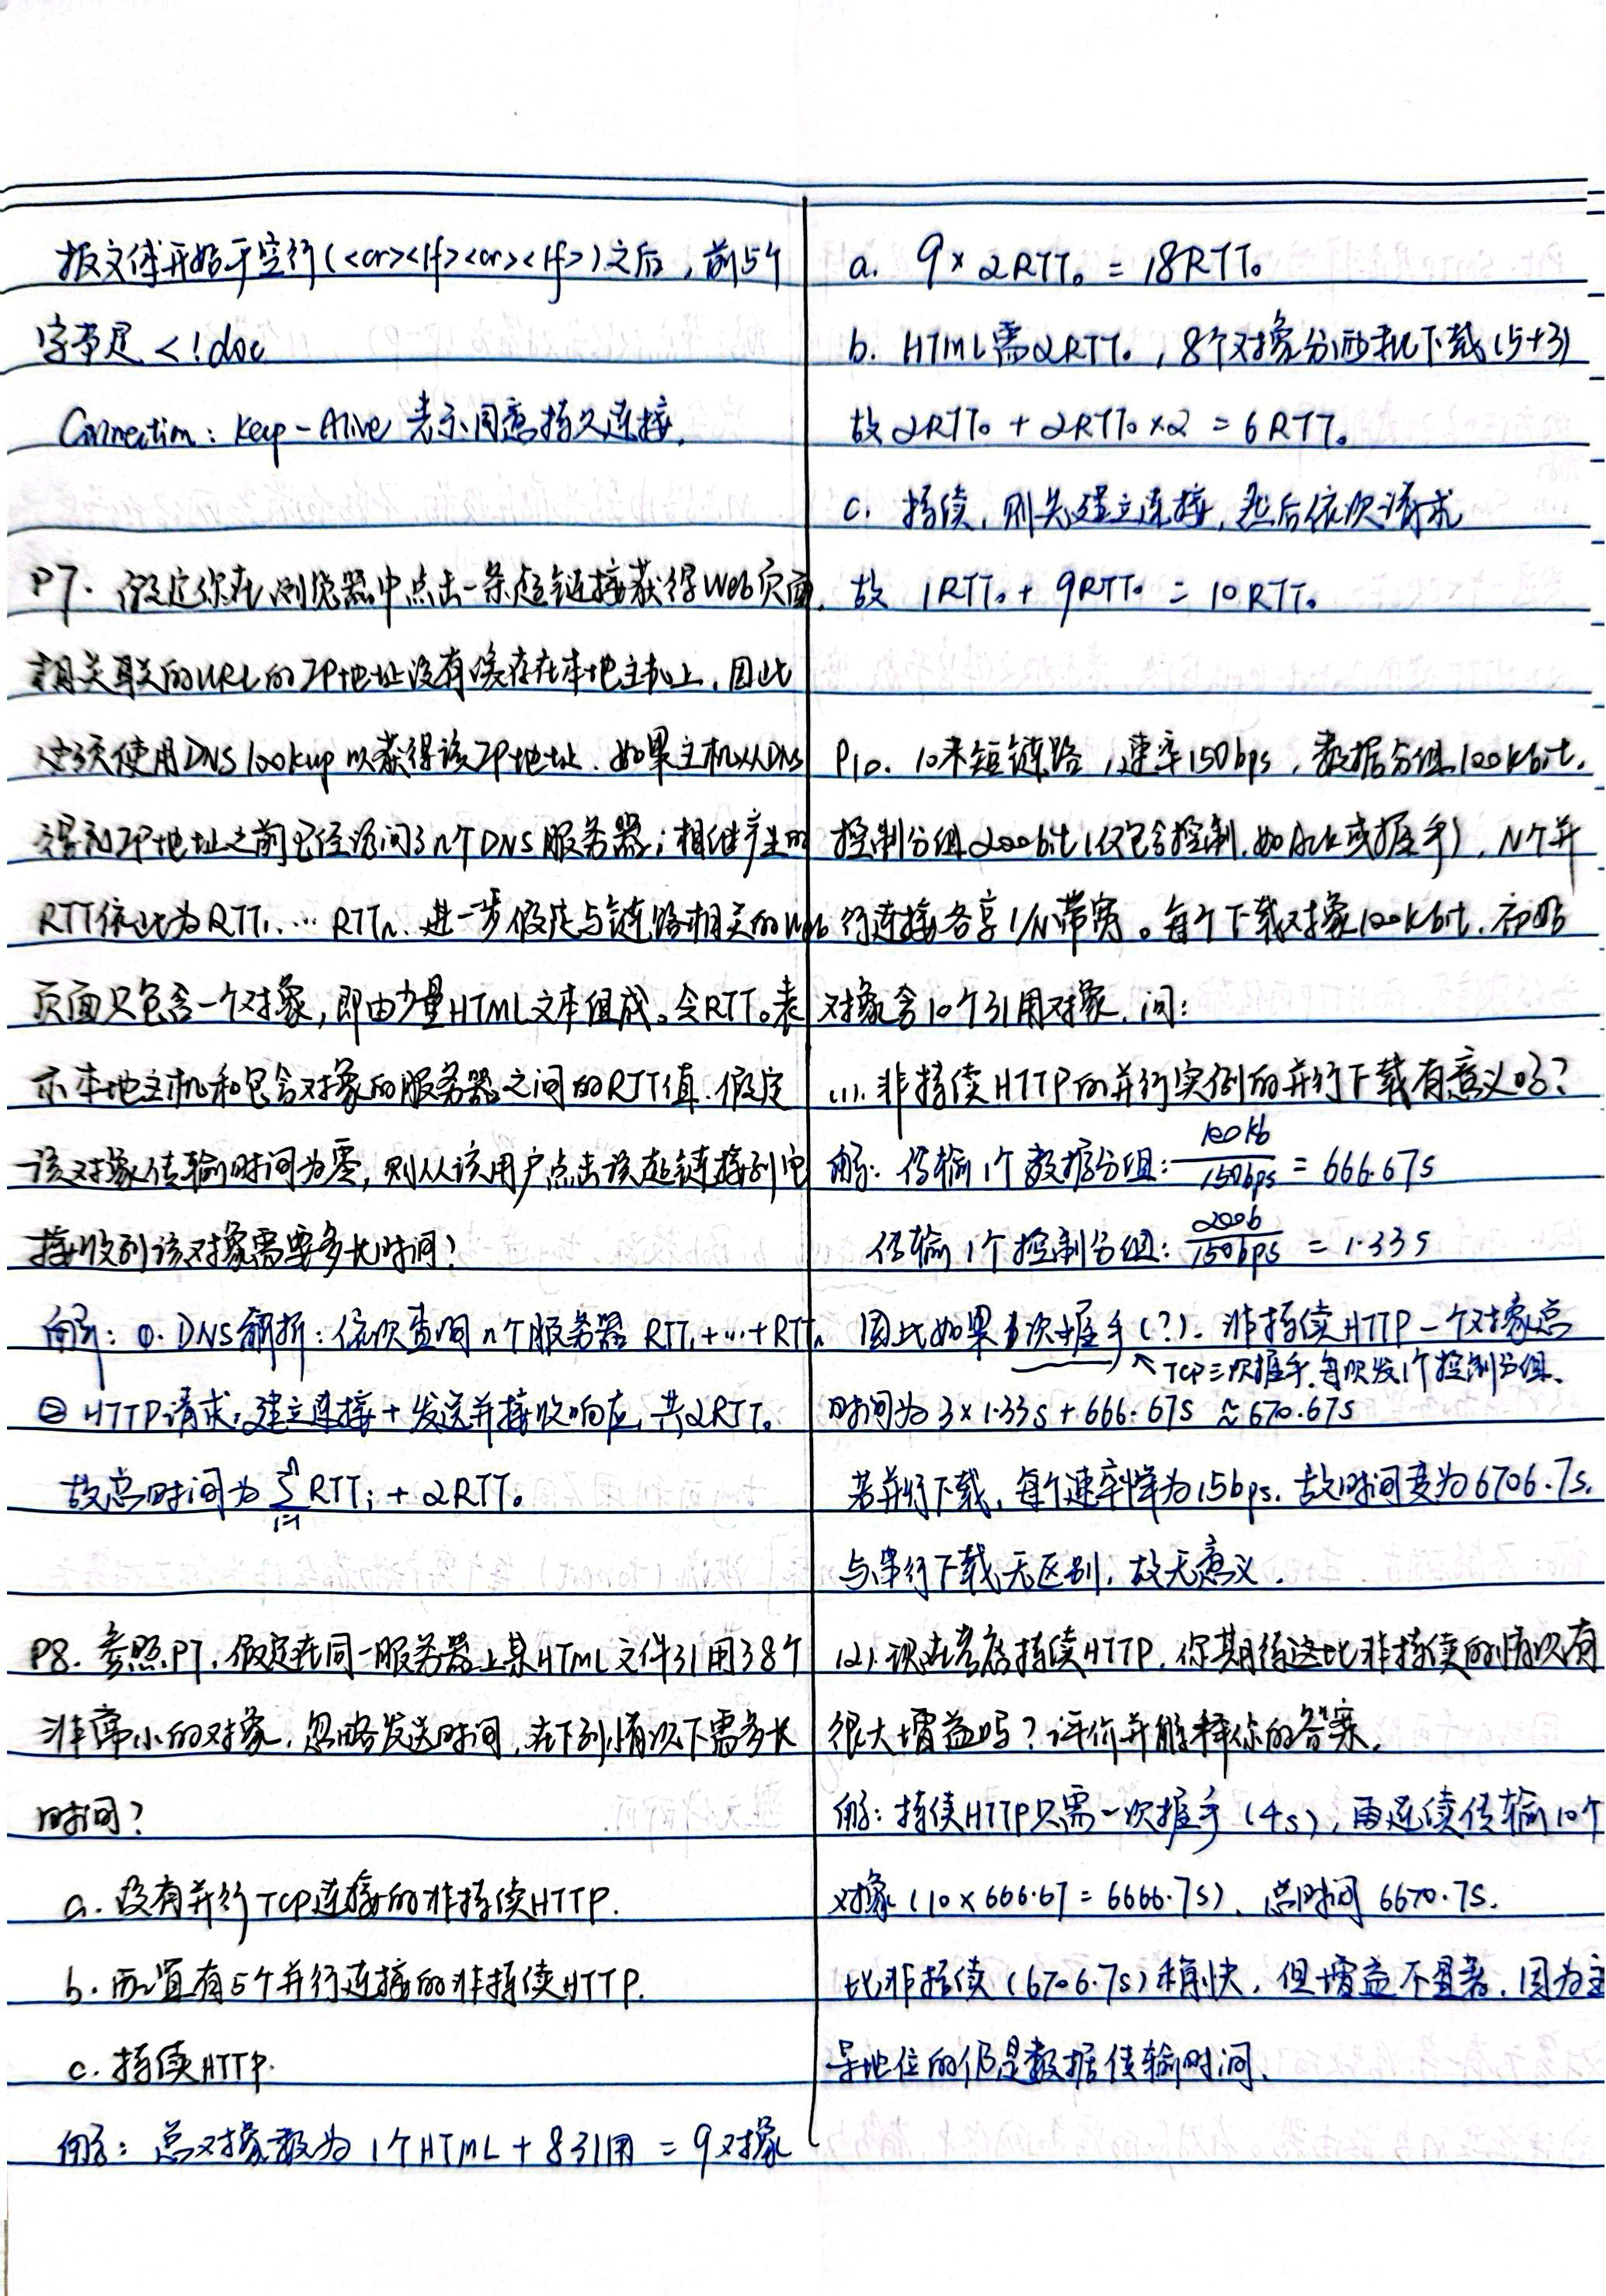 报文体开始于空行(<cr><lf><cr><lf>)之后，前5个
字节是 <!doc
Connection: Keep-Alive 表示同意持久连接.
P7. 假定你在浏览器中点击一条超链接获得Web页面.
相关联的URL的IP地址没有缓存在本地主机上, 因此
必须使用DNS lookup以获得该IP地址. 如果主机从DNS
得到IP地址之前已经访问了n个DNS服务器; 相继产生的
RTT依次为RTT₁, … RTTₙ. 进一步假定与链路相关的Web
页面只包含一个对象, 即由少量HTML文本组成。令RTT₀表
示本地主机和包含对象的服务器之间的RTT值. 假定
该对象传输时间为零, 则从该用户点击该超链接到它
接收到该对象需要多长时间?
解: ①. DNS解析: 依次查询n个服务器 RTT₁+…+RTTₙ
② HTTP请求: 建立连接+发送并接收响应, 共2RTT₀
故总时间为 Σⁿᵢ₌₁ RTTᵢ + 2RTT₀
P8. 参照P7, 假定在同一服务器上某HTML文件引用38个
非常小的对象. 忽略发送时间, 在下列情况下需多长
时间?
a. 没有并行TCP连接的非持续HTTP.
b. 配置有5个并行连接的非持续HTTP.
c. 持续HTTP.
解: 总对象数为 1个HTML + 8引用 = 9对象
a. 9 × 2RTT₀ = 18RTT₀
b. HTML需2RTT₀, 8个对象分两批下载(5+3)
故 2RTT₀ + 2RTT₀×2 = 6RTT₀
c. 持续, 则先建立连接, 然后依次请求
故 1RTT₀ + 9RTT₀ = 10RTT₀
P10. 10米短链路, 速率150bps, 数据分组100kbit,
控制分组200bit(仅包含控制, 如Ack或握手), N个并
行连接各享1/N带宽。每个下载对象100kbit, 初始
对象含10个引用对象, 问:
(1). 非持续HTTP的并行实例的并行下载有意义吗?
解: 传输1个数据分组: 100kb/150bps = 666.67s
传输1个控制分组: 200b/150bps = 1.33s
因此如果3次握手(?). 非持续HTTP一个对象总
↖TCP三次握手, 每次发1个控制分组.
时间为 3×1.33s + 666.67s ≈ 670.67s
若并行下载, 每个速率降为15bps. 故时间变为6706.7s.
与串行下载无区别, 故无意义.
(2). 现在考虑持续HTTP. 你期待这比非持续的情况有
很大增益吗? 评价并解释你的答案.
解: 持续HTTP只需一次握手(4s), 再连续传输10个
对象(10×666.67=6666.7s), 总时间 6670.7s.
比非持续(6706.7s)稍快, 但增益不显著, 因为主
导地位的仍是数据传输时间.